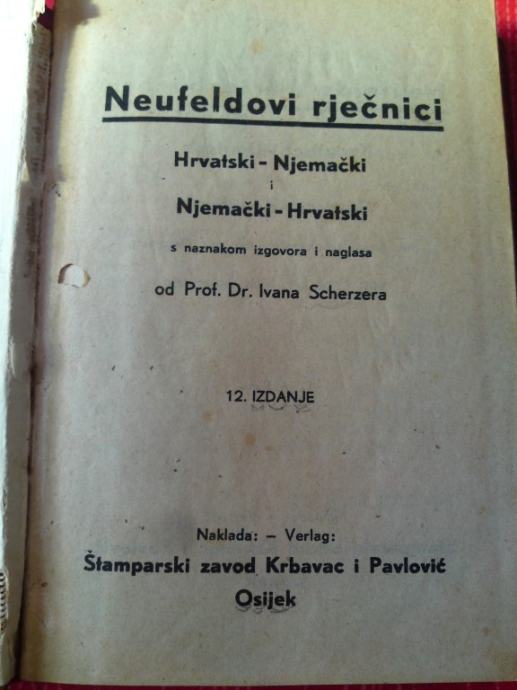 Neufeldovi rječnici
Hrvatski - Njemački
i
Njemački - Hrvatski
s naznakom izgovora i naglasa
od Prof. Dr. Ivana Scherzera
12. IZDANJE
Naklada: – Verlag:
Štamparski zavod Krbavac i Pavlović
Osijek